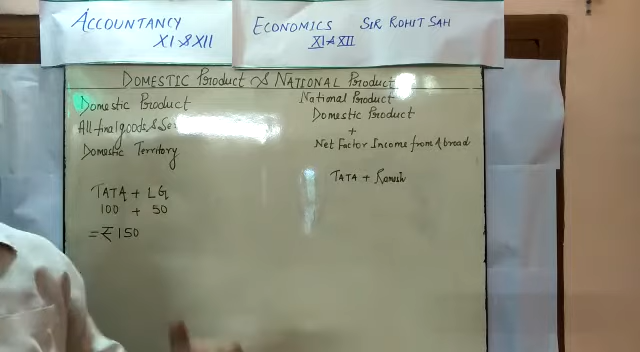 ACCOUNTANCY
XI & XII
ECONOMICS SIR ROHIT SAH
XI & XII
DOMESTIC Product & NATIONAL Product
Domestic Product
All final goods & Se
Domestic Territory
TATA + LG
100 + 50
= ₹ 150
National Product
Domestic Product
+
Net Factor Income from Abroad
TATA + Ramesh